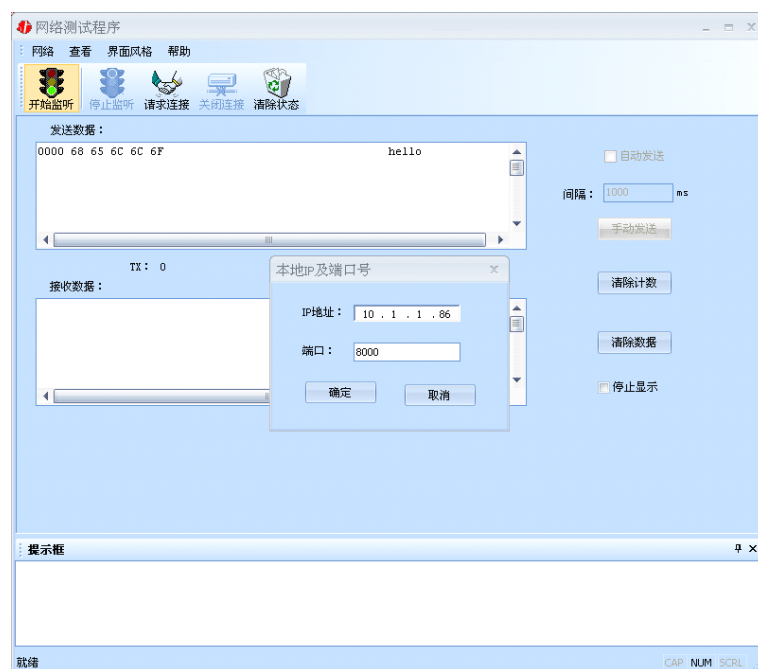 网络测试程序
网络 查看 界面风格 帮助
开始监听 停止监听 请求连接 关闭连接 清除状态
发送数据：
0000 68 65 6C 6C 6F hello
自动发送
间隔： 1000 ms
手动发送
TX： 0
接收数据：
本地IP及端口号
IP地址： 10 . 1 . 1 . 86
端口： 8000
确定 取消
清除计数
清除数据
停止显示
提示框
就绪 CAP NUM SCRL